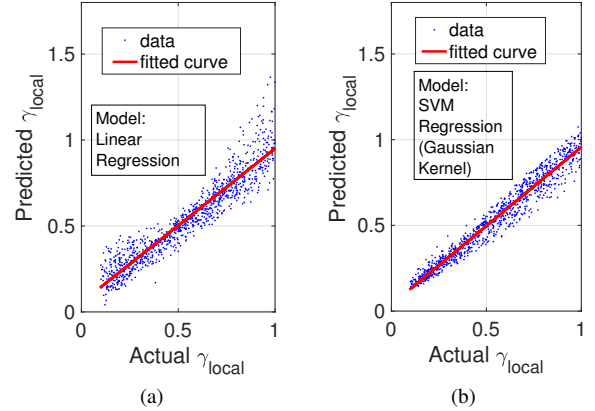 1.5
1
0.5
0
data
fitted curve
Model:
Linear
Regression
Predicted γlocal
0 0.5 1
Actual γlocal
(a)
1.5
1
0.5
0
data
fitted curve
Model:
SVM
Regression
(Gaussian
Kernel)
Predicted γlocal
0 0.5 1
Actual γlocal
(b)